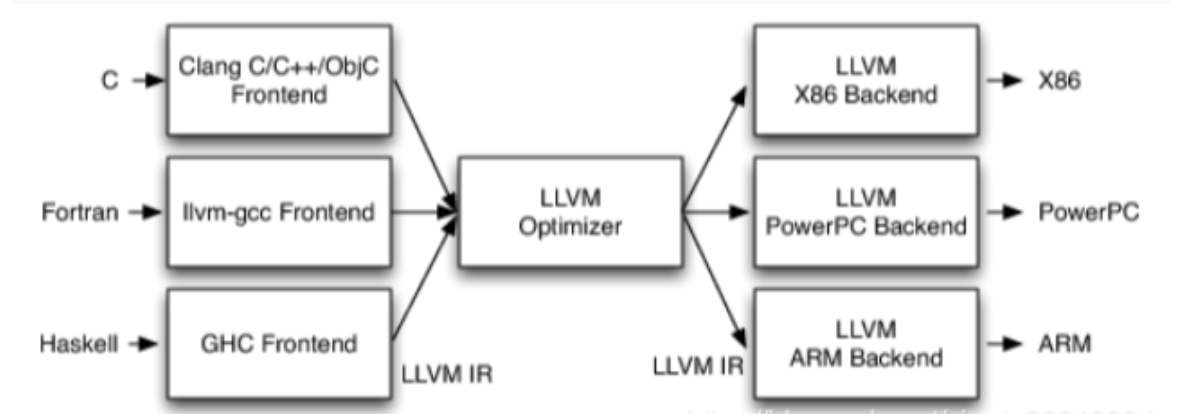 C
Clang C/C++/ObjC
Frontend
LLVM
X86 Backend
X86
Fortran
llvm-gcc Frontend
LLVM
Optimizer
LLVM
PowerPC Backend
PowerPC
Haskell
GHC Frontend
LLVM IR
LLVM IR
LLVM
ARM Backend
ARM